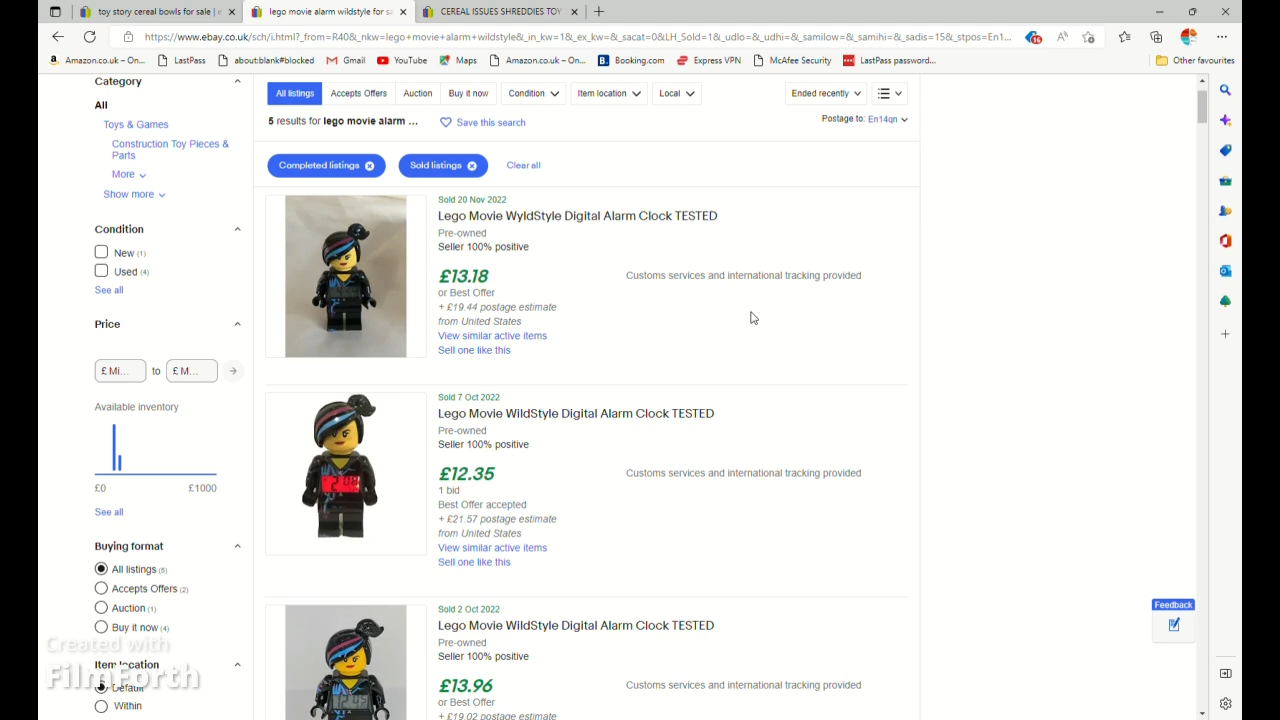 toy story cereal bowls for sale | e
lego movie alarm wildstyle for sa
CEREAL ISSUES SHREDDIES TOY
https://www.ebay.co.uk/sch/i.html?_from=R40&_nkw=lego+movie+alarm+wildstyle&_in_kw=1&_ex_kw=&_sacat=0&LH_Sold=1&_udlo=&_udhi=&_samilow=&_samihi=&_sadis=15&_stpos=En1...
16
Amazon.co.uk – On...
LastPass
about:blank#blocked
Gmail
YouTube
Maps
Amazon.co.uk – On...
Booking.com
Express VPN
McAfee Security
LastPass password...
Other favourites
Category
All
Toys & Games
Construction Toy Pieces &
Parts
More
Show more
Condition
New (1)
Used (4)
See all
Price
£ Mi...
to
£ M...
Available inventory
£0
£1000
See all
Buying format
All listings (5)
Accepts Offers (2)
Auction (1)
Buy it now (4)
Item location
Default
Within
All listings
Accepts Offers
Auction
Buy it now
Condition
Item location
Local
Ended recently
5 results for lego movie alarm ...
Save this search
Postage to: En14qn
Completed listings
Sold listings
Clear all
Sold 20 Nov 2022
Lego Movie WyldStyle Digital Alarm Clock TESTED
Pre-owned
Seller 100% positive
£13.18
Customs services and international tracking provided
or Best Offer
+ £19.44 postage estimate
from United States
View similar active items
Sell one like this
Sold 7 Oct 2022
Lego Movie WildStyle Digital Alarm Clock TESTED
Pre-owned
Seller 100% positive
£12.35
Customs services and international tracking provided
1 bid
Best Offer accepted
+ £21.57 postage estimate
from United States
View similar active items
Sell one like this
Sold 2 Oct 2022
Lego Movie WildStyle Digital Alarm Clock TESTED
Pre-owned
Seller 100% positive
£13.96
Customs services and international tracking provided
or Best Offer
+ £19.02 postage estimate
Feedback
Created with
FilmForth